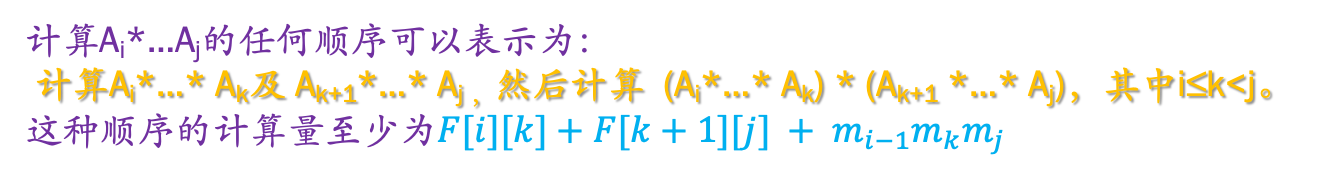 计算Aᵢ*…Aⱼ的任何顺序可以表示为：
计算Aᵢ*…* Aₖ及 Aₖ₊₁*…* Aⱼ , 然后计算 (Aᵢ*…* Aₖ) * (Aₖ₊₁ *…* Aⱼ)，其中i≤k<j。
这种顺序的计算量至少为F[i][k] + F[k + 1][j] + mᵢ₋₁mₖmⱼ